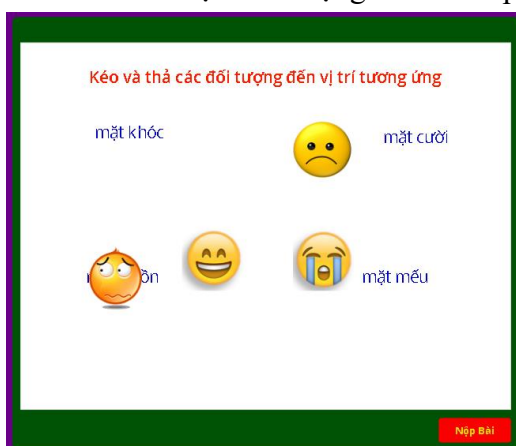 Kéo và thả các đối tượng đến vị trí tương ứng
mặt khóc
mặt cười
mặt mếu
Nộp Bài